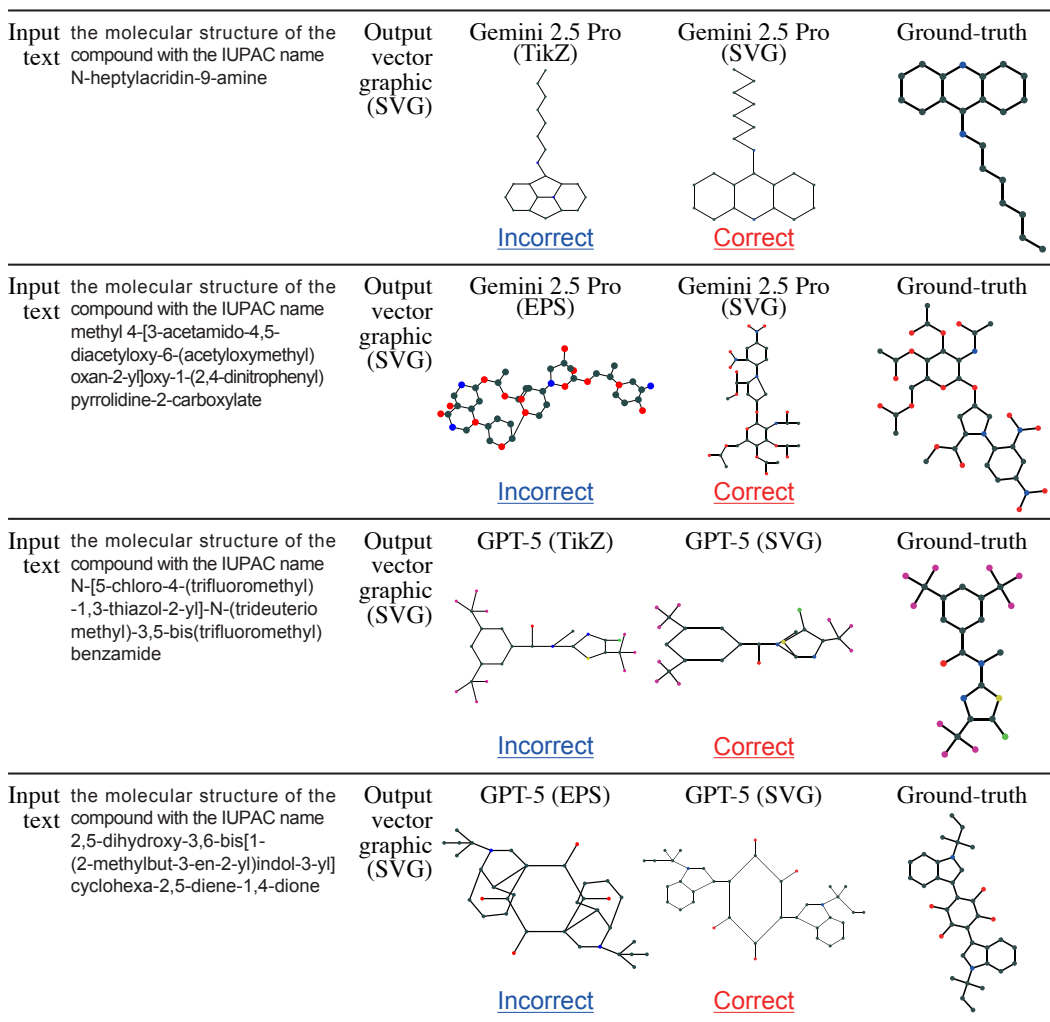 Input text
the molecular structure of the
compound with the IUPAC name
N-heptylacridin-9-amine
Output
vector
graphic
(SVG)
Gemini 2.5 Pro
(TikZ)
Incorrect
Gemini 2.5 Pro
(SVG)
Correct
Ground-truth
Input text
the molecular structure of the
compound with the IUPAC name
methyl 4-[3-acetamido-4,5-
diacetyloxy-6-(acetyloxymethyl)
oxan-2-yl]oxy-1-(2,4-dinitrophenyl)
pyrrolidine-2-carboxylate
Output
vector
graphic
(SVG)
Gemini 2.5 Pro
(EPS)
Incorrect
Gemini 2.5 Pro
(SVG)
Correct
Ground-truth
Input text
the molecular structure of the
compound with the IUPAC name
N-[5-chloro-4-(trifluoromethyl)
-1,3-thiazol-2-yl]-N-(trideuterio
methyl)-3,5-bis(trifluoromethyl)
benzamide
Output
vector
graphic
(SVG)
GPT-5 (TikZ)
Incorrect
GPT-5 (SVG)
Correct
Ground-truth
Input text
the molecular structure of the
compound with the IUPAC name
2,5-dihydroxy-3,6-bis[1-
(2-methylbut-3-en-2-yl)indol-3-yl]
cyclohexa-2,5-diene-1,4-dione
Output
vector
graphic
(SVG)
GPT-5 (EPS)
Incorrect
GPT-5 (SVG)
Correct
Ground-truth